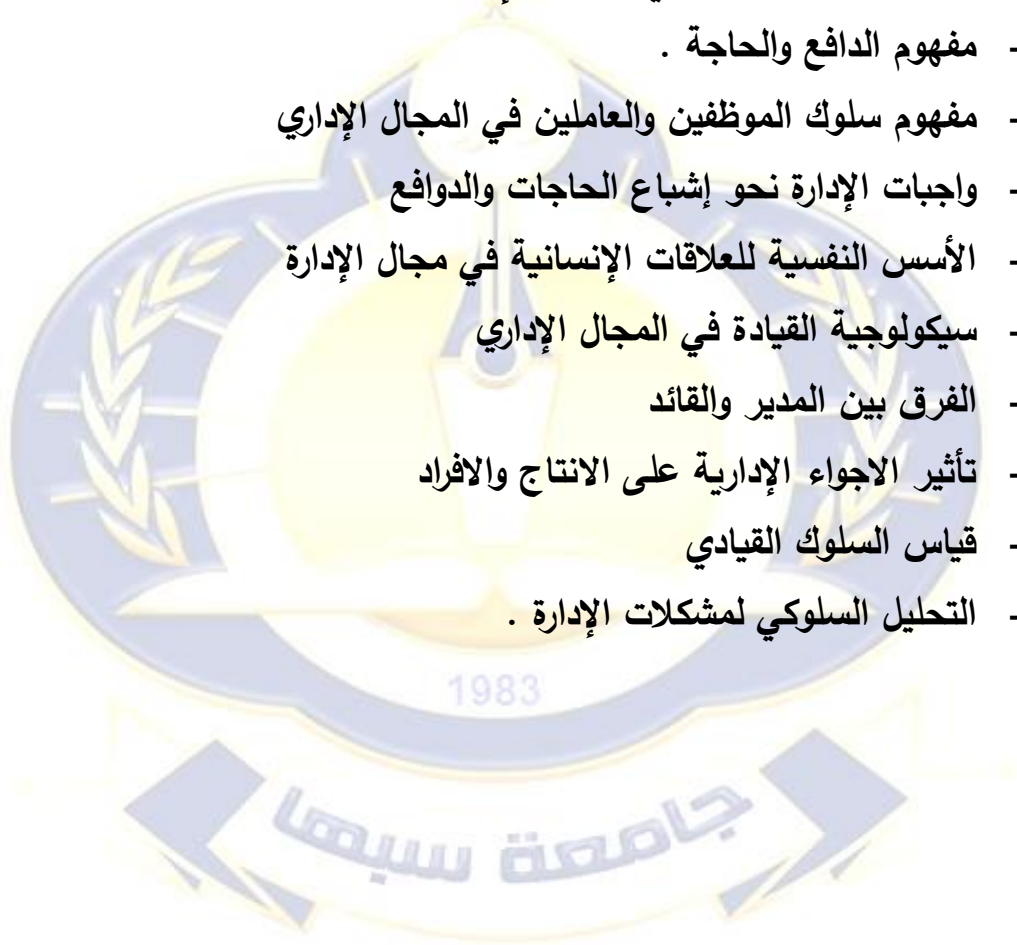 - مفهوم الدافع والحاجة .
- مفهوم سلوك الموظفين والعاملين في المجال الإداري
- واجبات الإدارة نحو إشباع الحاجات والدوافع
- الأسس النفسية للعلاقات الإنسانية في مجال الإدارة
- سيكولوجية القيادة في المجال الإداري
- الفرق بين المدير والقائد
- تأثير الاجواء الإدارية على الانتاج والافراد
- قياس السلوك القيادي
- التحليل السلوكي لمشكلات الإدارة .
1983
جامعة سبها